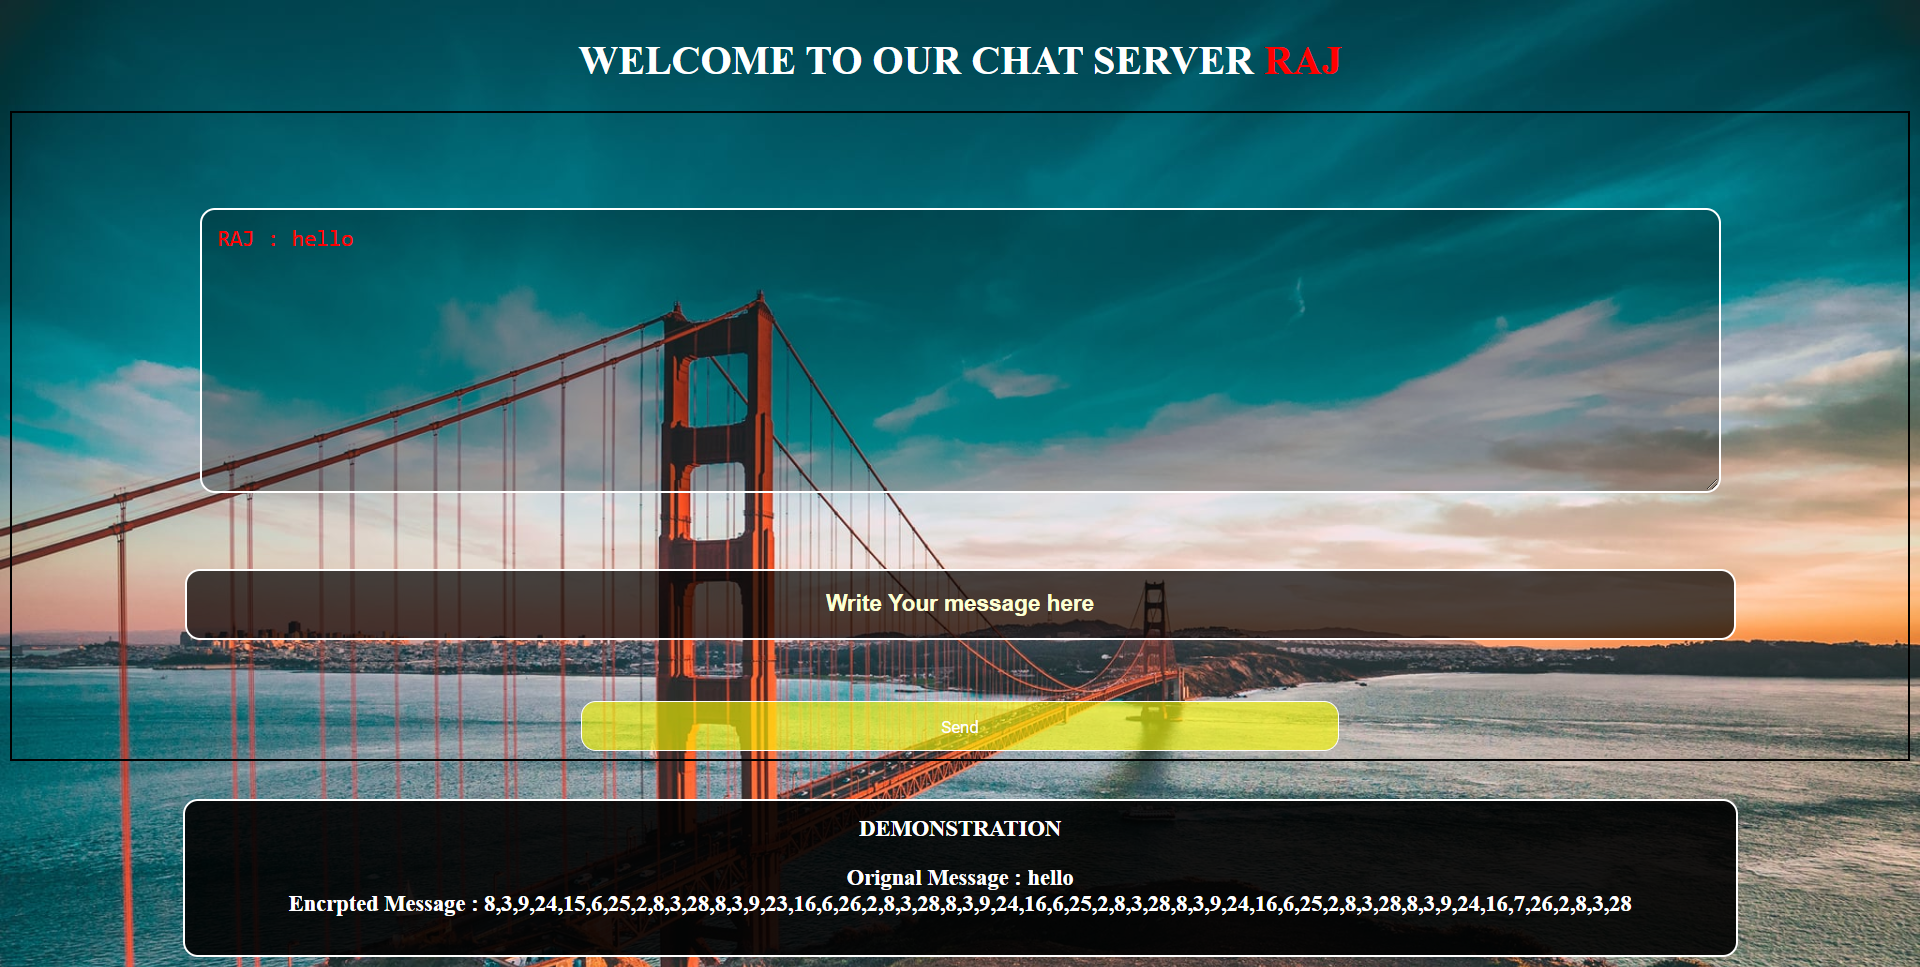 WELCOME TO OUR CHAT SERVER RAJ
RAJ : hello
Write Your message here
Send
DEMONSTRATION
Orignal Message : hello
Encrpted Message : 8,3,9,24,15,6,25,2,8,3,28,8,3,9,23,16,6,26,2,8,3,28,8,3,9,24,16,6,25,2,8,3,28,8,3,9,24,16,6,25,2,8,3,28,8,3,9,24,16,7,26,2,8,3,28